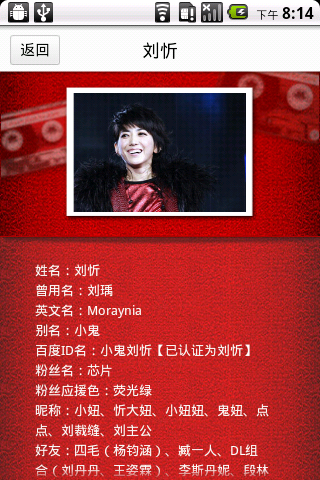 下午 8:14
返回
刘忻
姓名：刘忻
曾用名：刘瑀
英文名：Moraynia
别名：小鬼
百度ID名：小鬼刘忻【已认证为刘忻】
粉丝名：芯片
粉丝应援色：荧光绿
昵称：小妞、忻大妞、小妞妞、鬼妞、点
点、刘裁缝、刘主公
好友：四毛（杨钧涵）、臧一人、DL组
合（刘丹丹、王姿霖）、李斯丹妮、段林